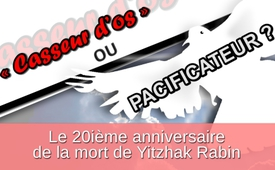 « Casseur d'os »
OU
PACIFICATEUR ?
Le 20ième anniversaire
de la mort de Yitzhak Rabin